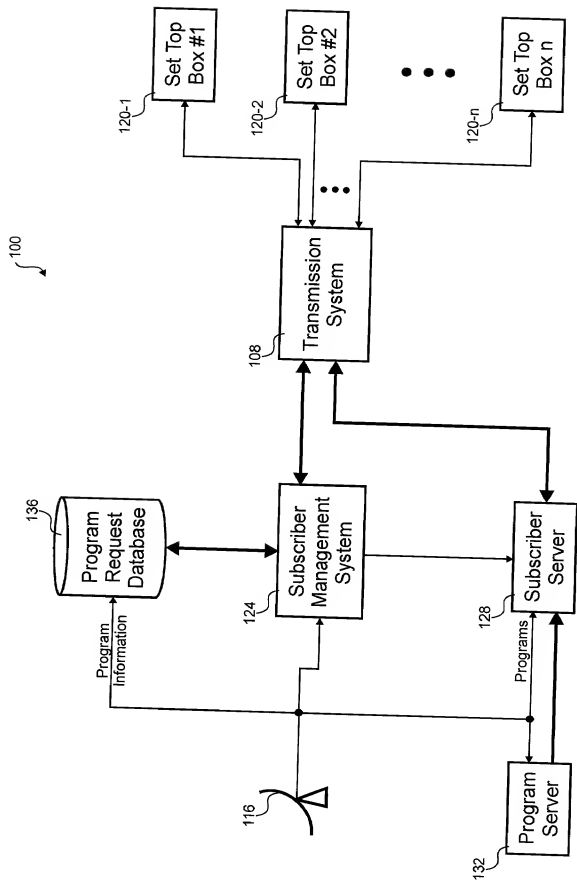 100
136
Program
Request
Database
Program
Information
116
124
Subscriber
Management
System
108
Transmission
System
120-1
Set Top
Box #1
120-2
Set Top
Box #2
120-n
Set Top
Box n
132
Program
Server
Programs
128
Subscriber
Server